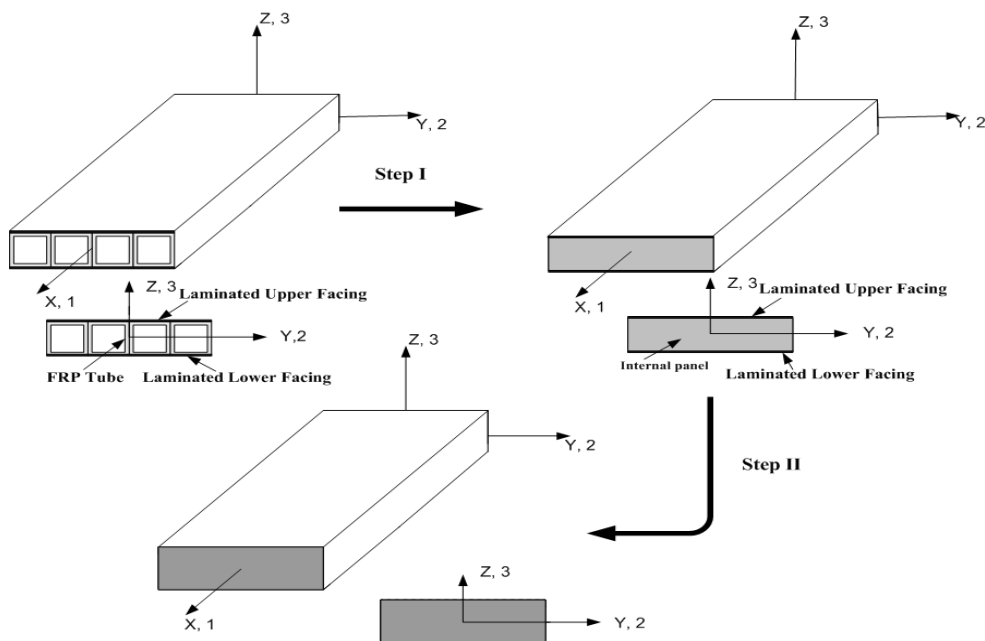 Z, 3
Y, 2
Step I
X, 1
Z, 3
Laminated Upper Facing
Y,2
FRP Tube
Laminated Lower Facing
Z, 3
Y, 2
X, 1
Z, 3
Laminated Upper Facing
Y, 2
Internal panel
Laminated Lower Facing
Step II
Z, 3
Y, 2
X, 1
Z, 3
Y, 2